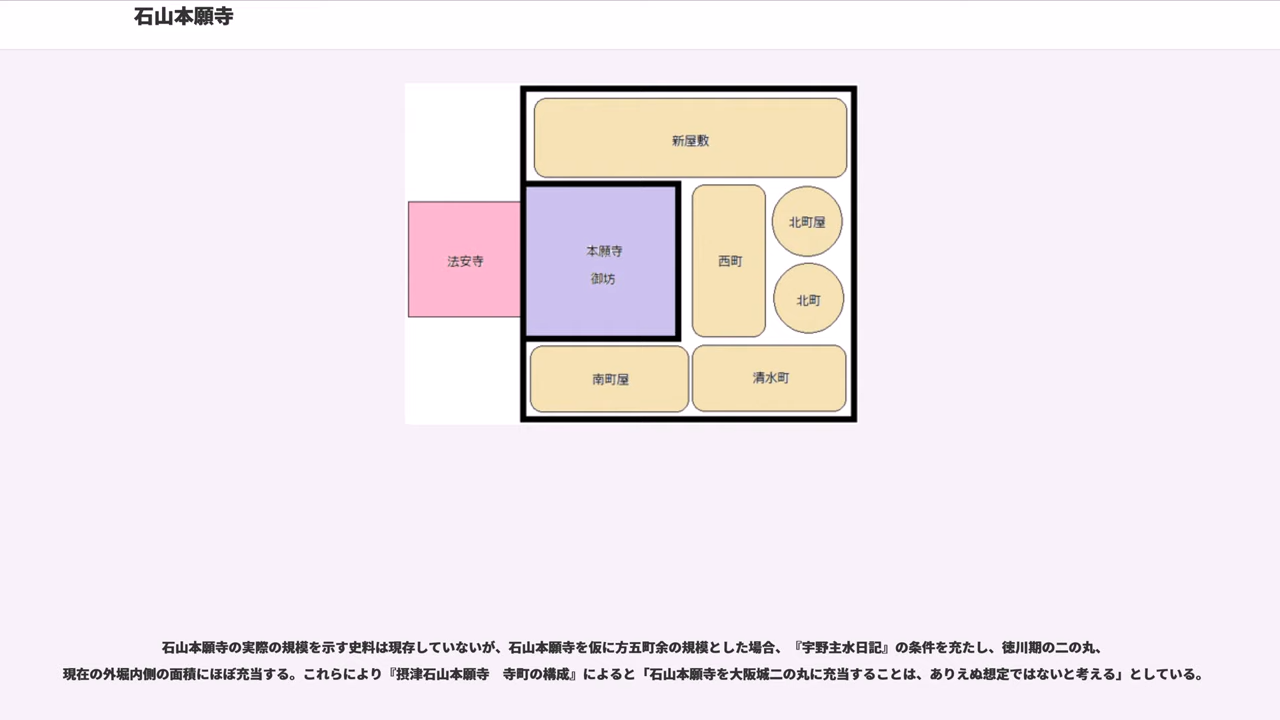 石山本願寺
新屋敷
本願寺
御坊
法安寺
西町
北町屋
北町
南町屋
清水町
石山本願寺の実際の規模を示す史料は現存していないが、石山本願寺を仮に方五町余の規模とした場合、『宇野主水日記』の条件を充たし、徳川期の二の丸、
現在の外堀内側の面積にほぼ充当する。これらにより『摂津石山本願寺　寺町の構成』によると「石山本願寺を大阪城二の丸に充当することは、ありえぬ想定ではないと考える」としている。